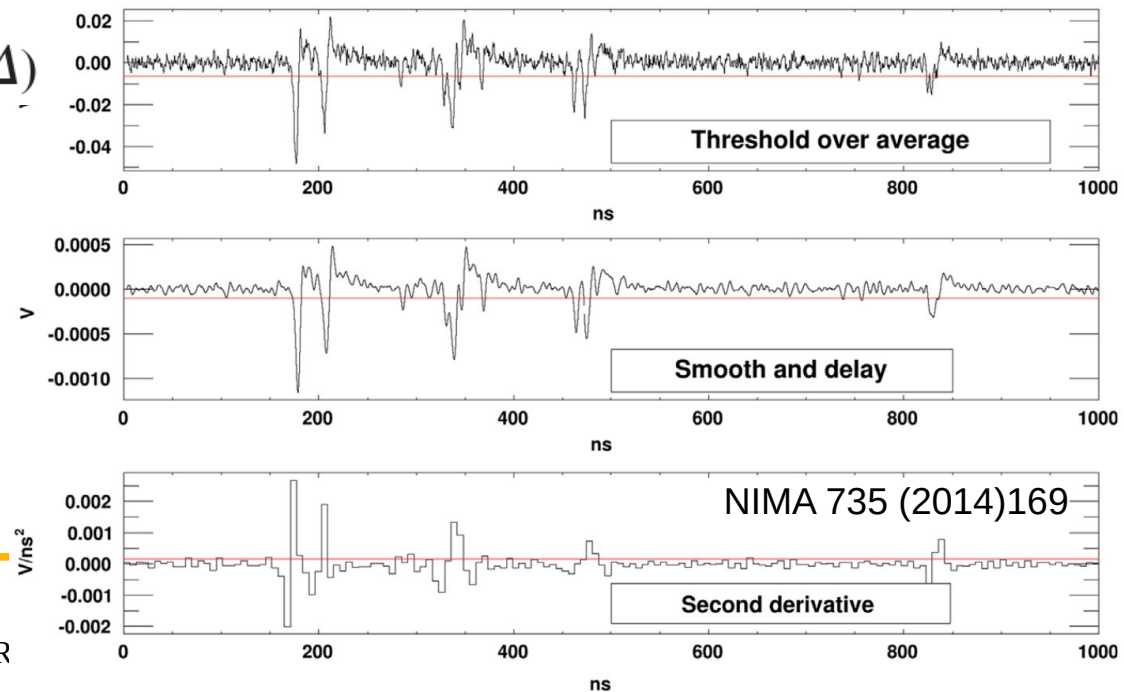 Δ)
0.02
0.00
-0.02
-0.04
Threshold over average
0 200 400 600 800 1000
ns
0.0005
0.0000
-0.0005
-0.0010
V
Smooth and delay
0 200 400 600 800 1000
ns
0.002
0.001
0.000
-0.001
-0.002
V/ns²
NIMA 735 (2014)169
Second derivative
0 200 400 600 800 1000
ns